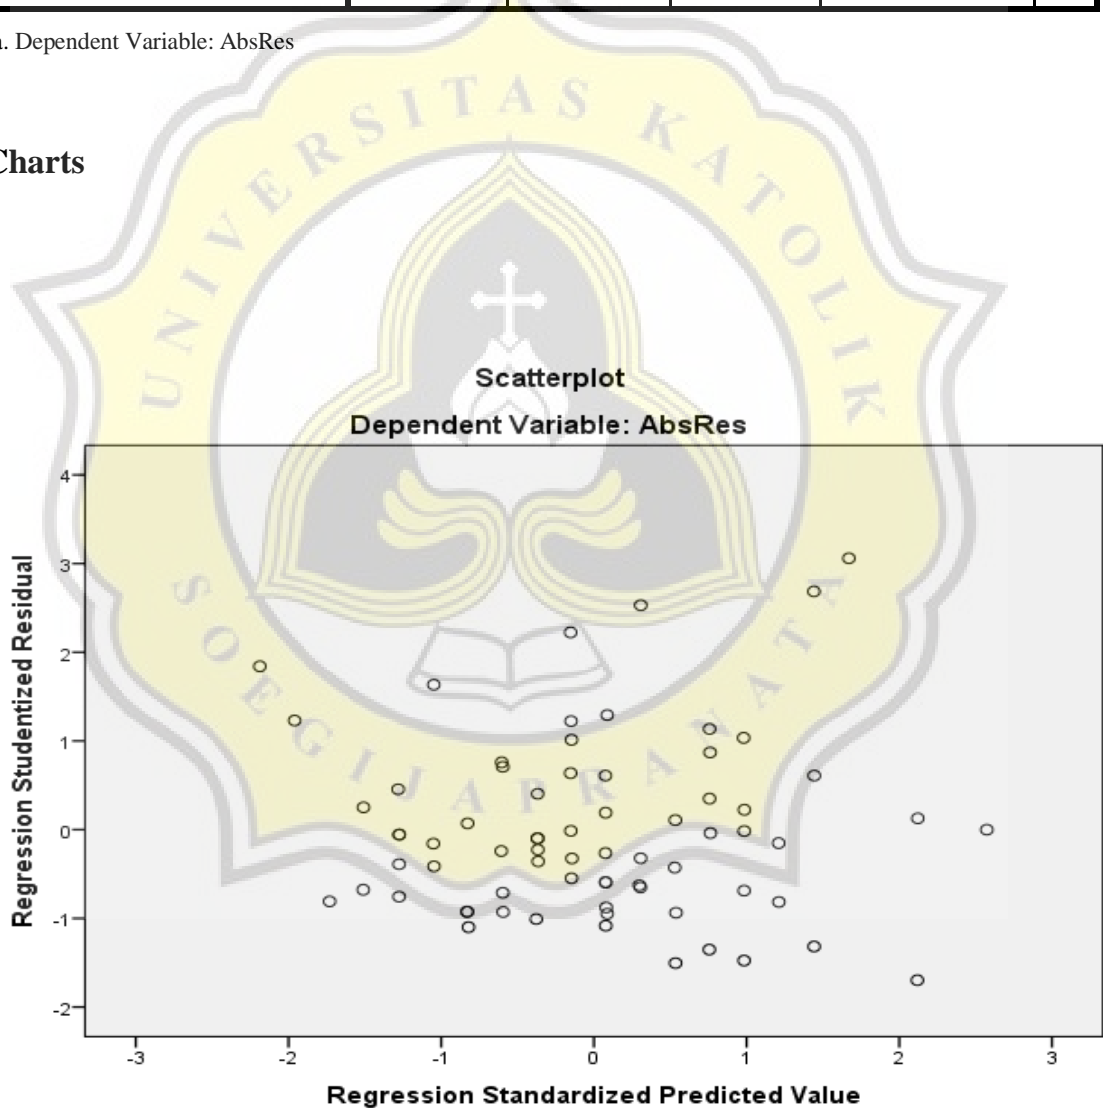 a. Dependent Variable: AbsRes
Charts
UNIVERSITAS KATOLIK
SOEGIJAPRANATA
Scatterplot
Dependent Variable: AbsRes
Regression Studentized Residual
4
3
2
1
0
-1
-2
-3
-2
-1
0
1
2
3
Regression Standardized Predicted Value